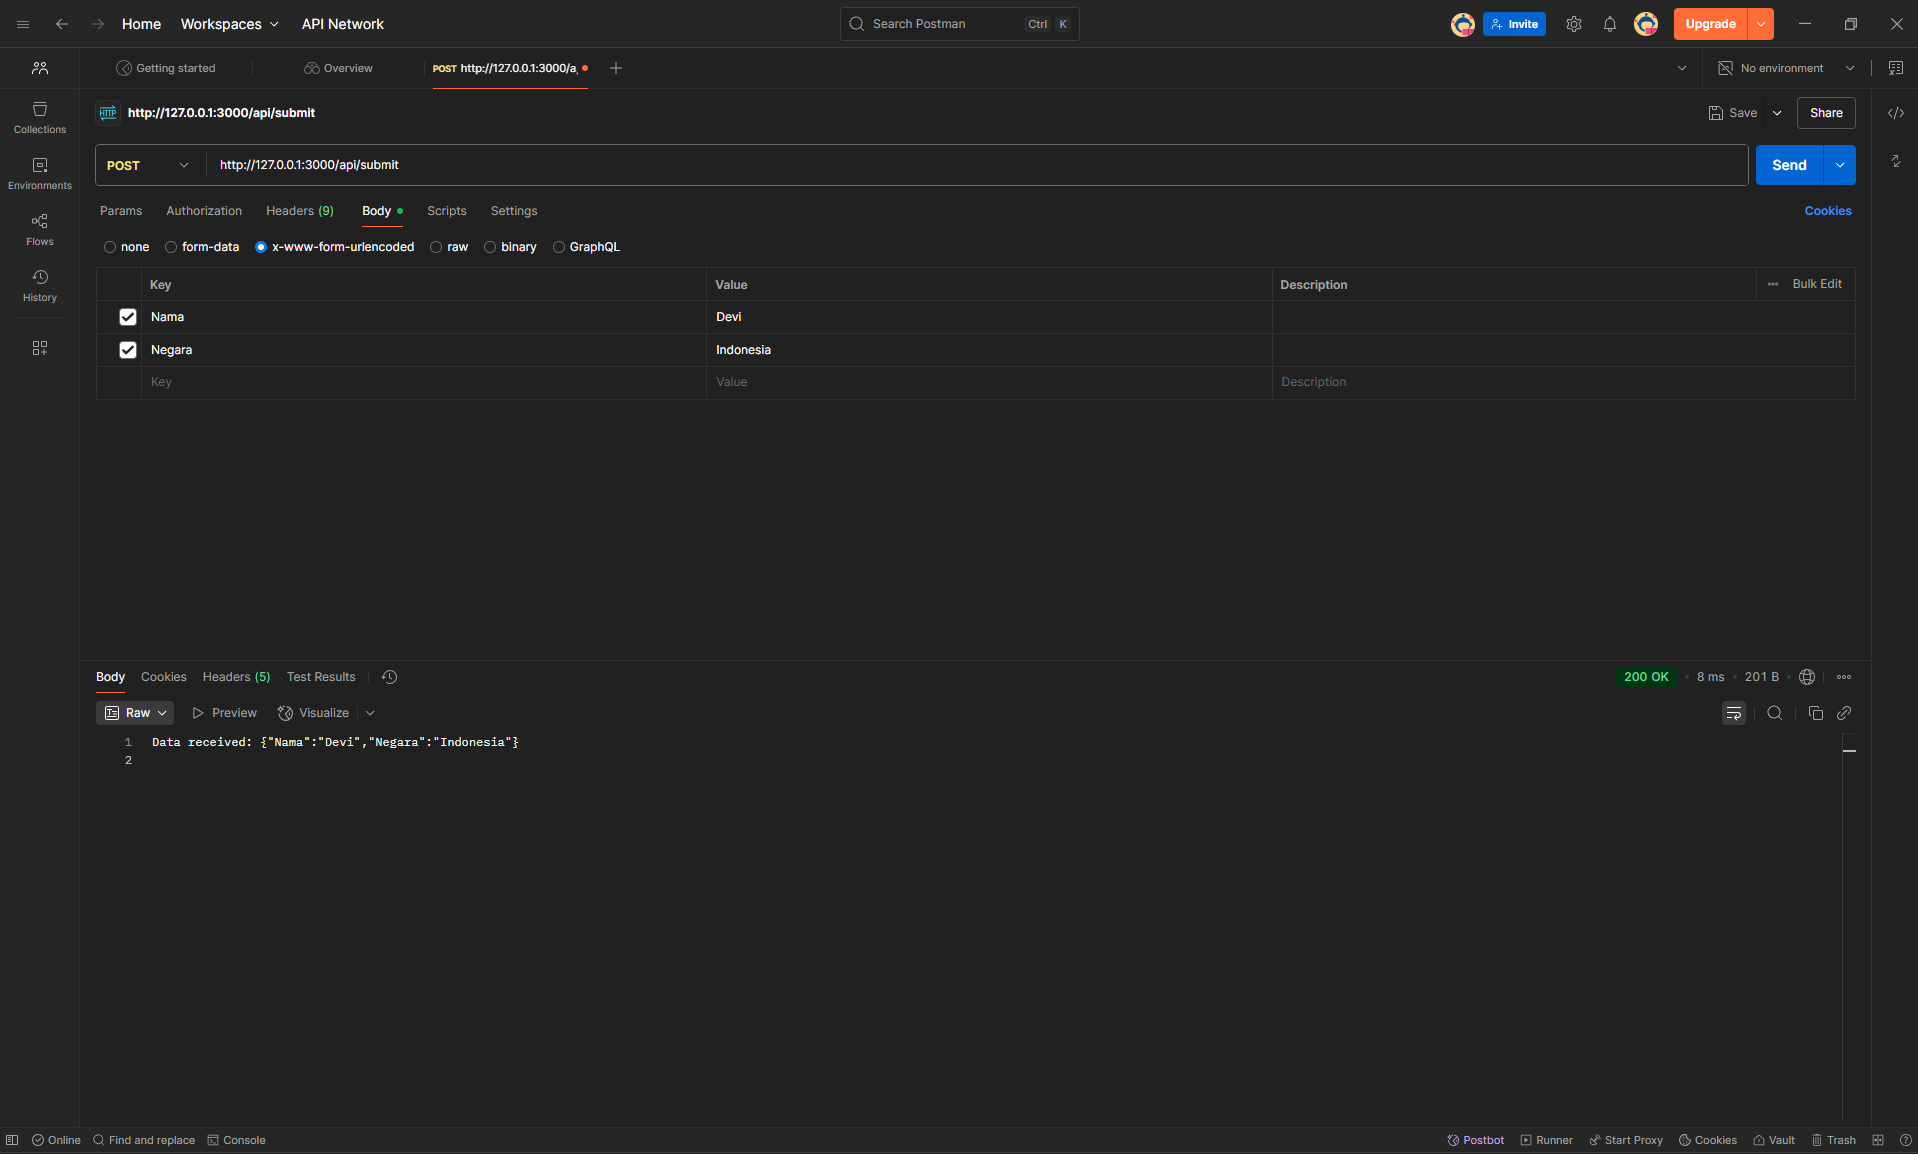 Home Workspaces API Network Search Postman Ctrl K Invite Upgrade
Getting started Overview POST http://127.0.0.1:3000/a No environment
HTTP http://127.0.0.1:3000/api/submit Save Share
Collections
POST http://127.0.0.1:3000/api/submit Send
Environments
Params Authorization Headers (9) Body Scripts Settings Cookies
Flows
none form-data x-www-form-urlencoded raw binary GraphQL
History
Key Value Description Bulk Edit
Nama Devi
Negara Indonesia
Key Value Description
Body Cookies Headers (5) Test Results 200 OK 8 ms 201 B
Raw Preview Visualize
1 Data received: {"Nama":"Devi","Negara":"Indonesia"}
2
Online Find and replace Console Postbot Runner Start Proxy Cookies Vault Trash